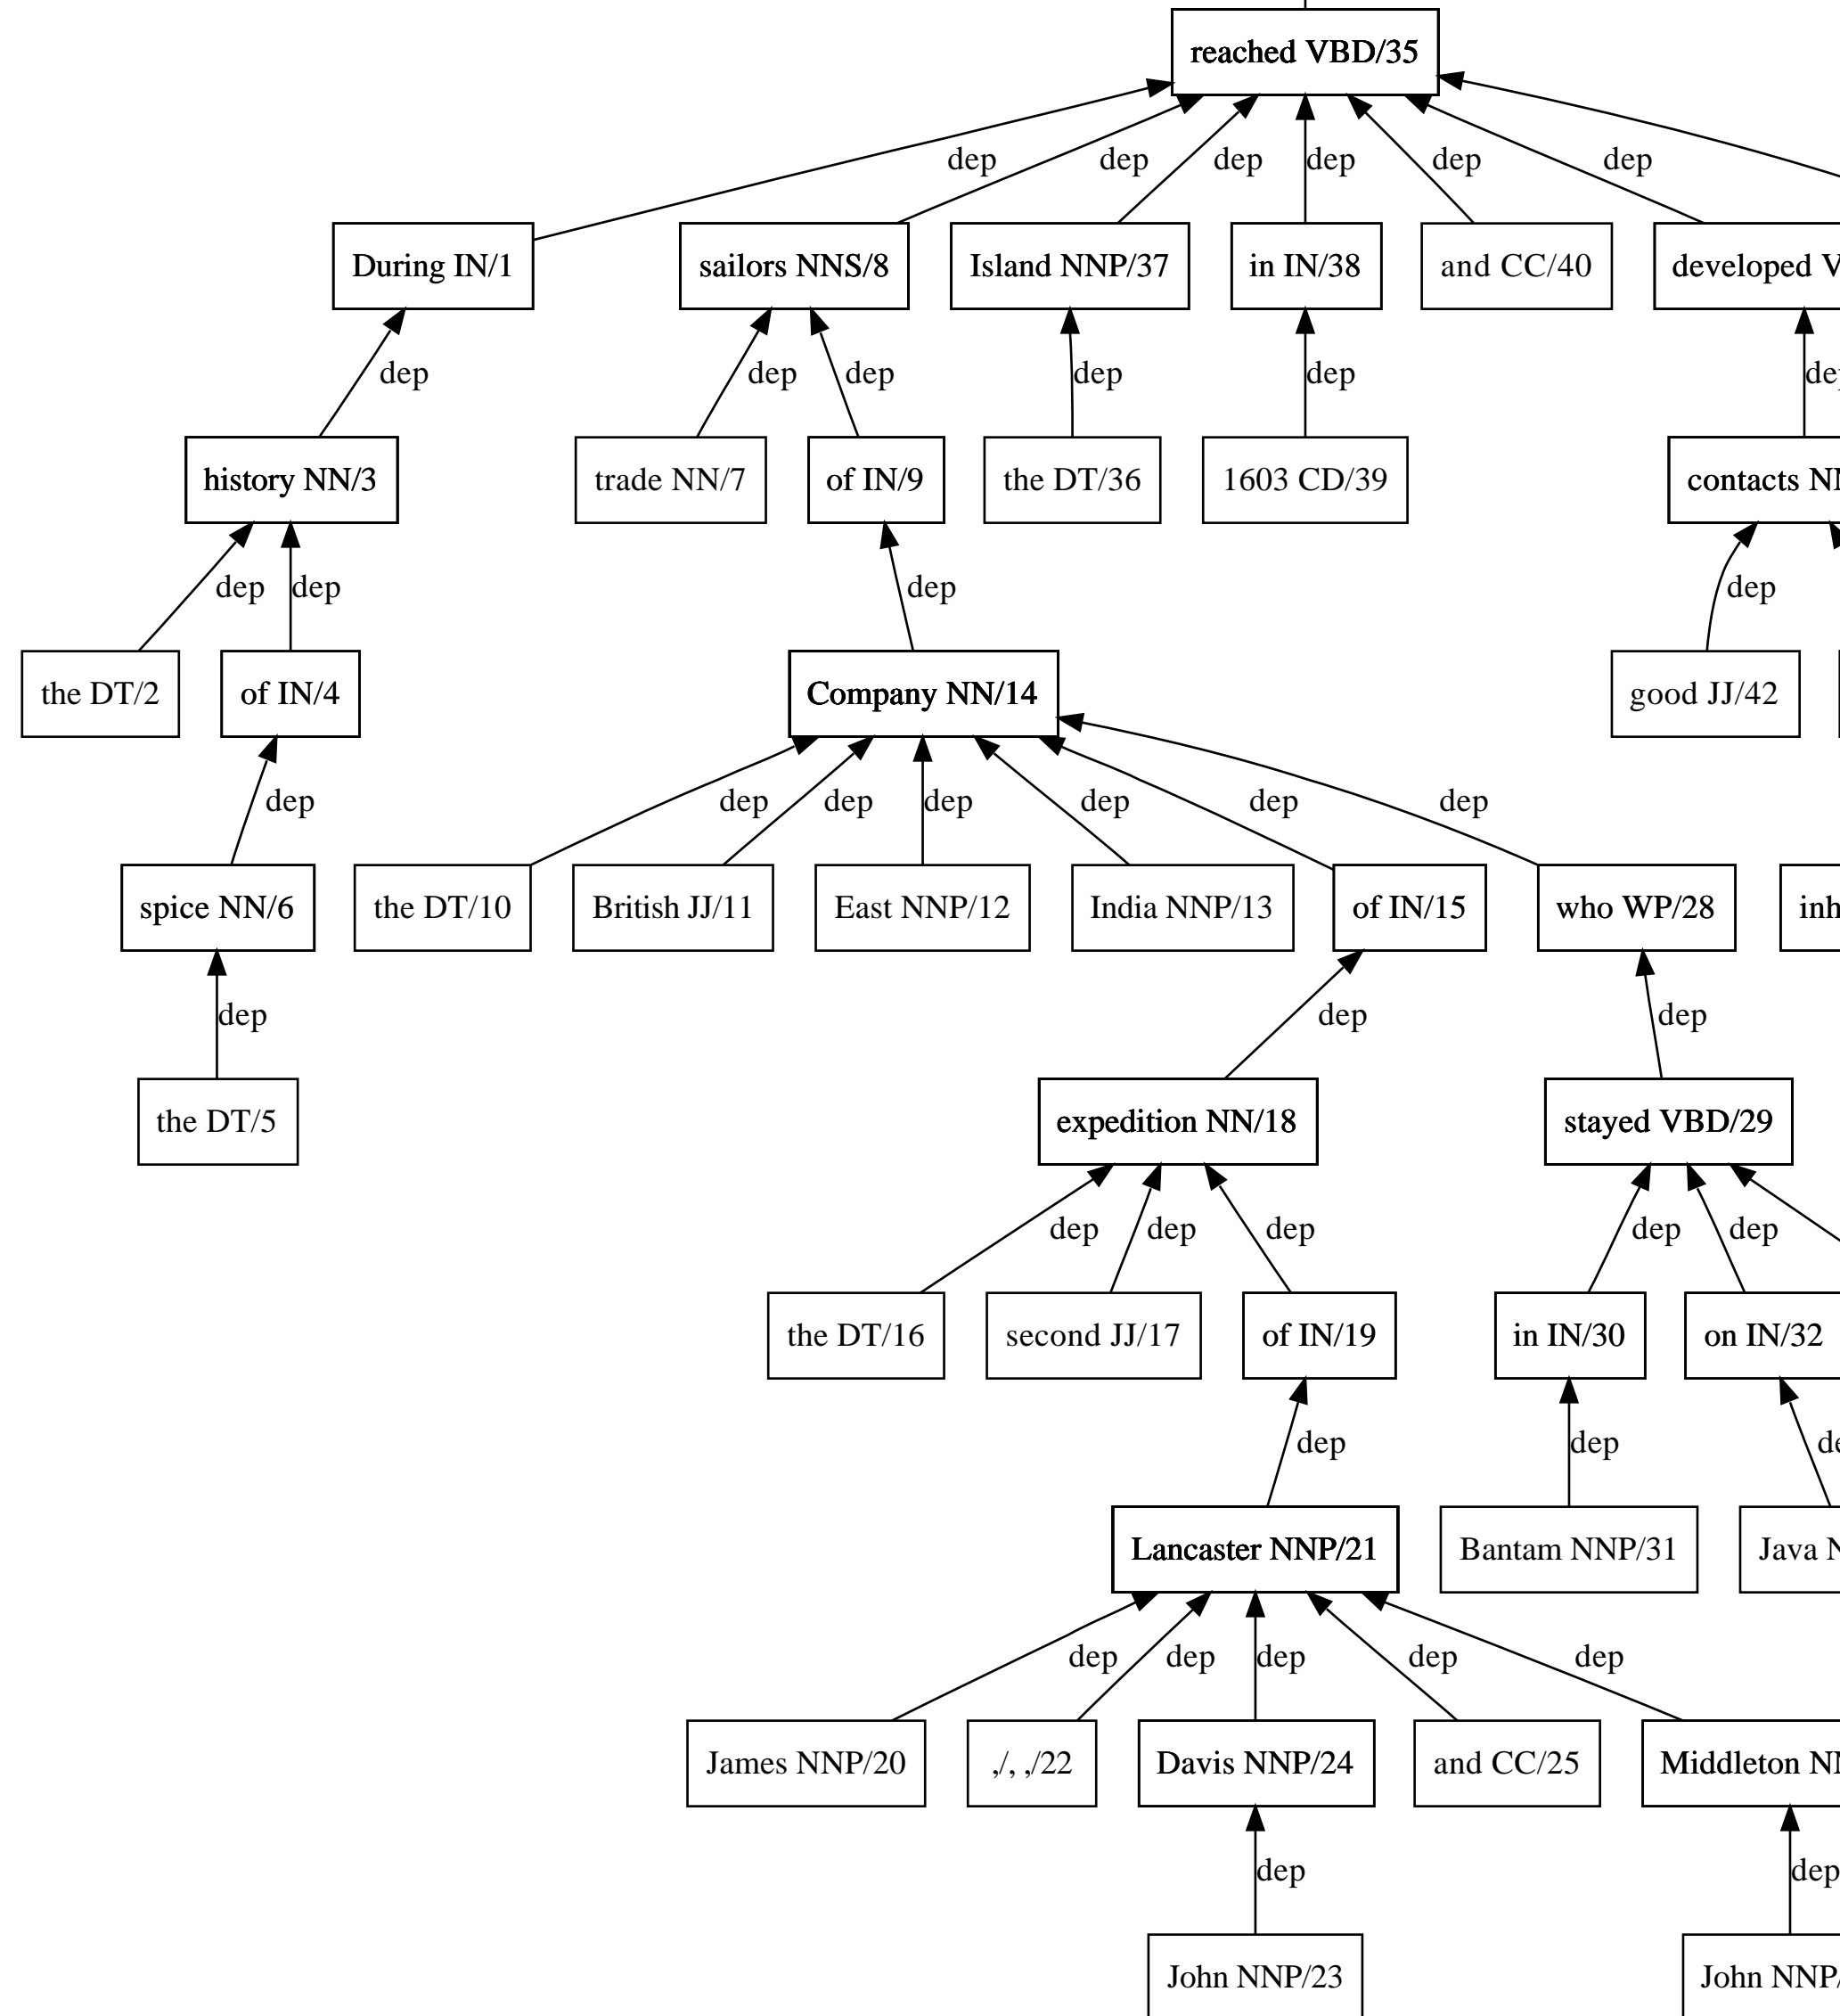 reached VBD/35
dep dep dep dep dep dep
During IN/1 sailors NNS/8 Island NNP/37 in IN/38 and CC/40 developed
dep dep dep dep dep
history NN/3 trade NN/7 of IN/9 the DT/36 1603 CD/39 contacts
dep dep dep dep
the DT/2 of IN/4 Company NN/14 good JJ/42
dep dep dep dep dep dep dep
spice NN/6 the DT/10 British JJ/11 East NNP/12 India NNP/13 of IN/15 who WP/28
dep dep dep
the DT/5 expedition NN/18 stayed VBD/29
dep dep dep dep dep
the DT/16 second JJ/17 of IN/19 in IN/30 on IN/32
dep dep
Lancaster NNP/21 Bantam NNP/31 Java
dep dep dep dep dep
James NNP/20 ,/, ,/22 Davis NNP/24 and CC/25 Middleton
dep dep
John NNP/23 John NNP/